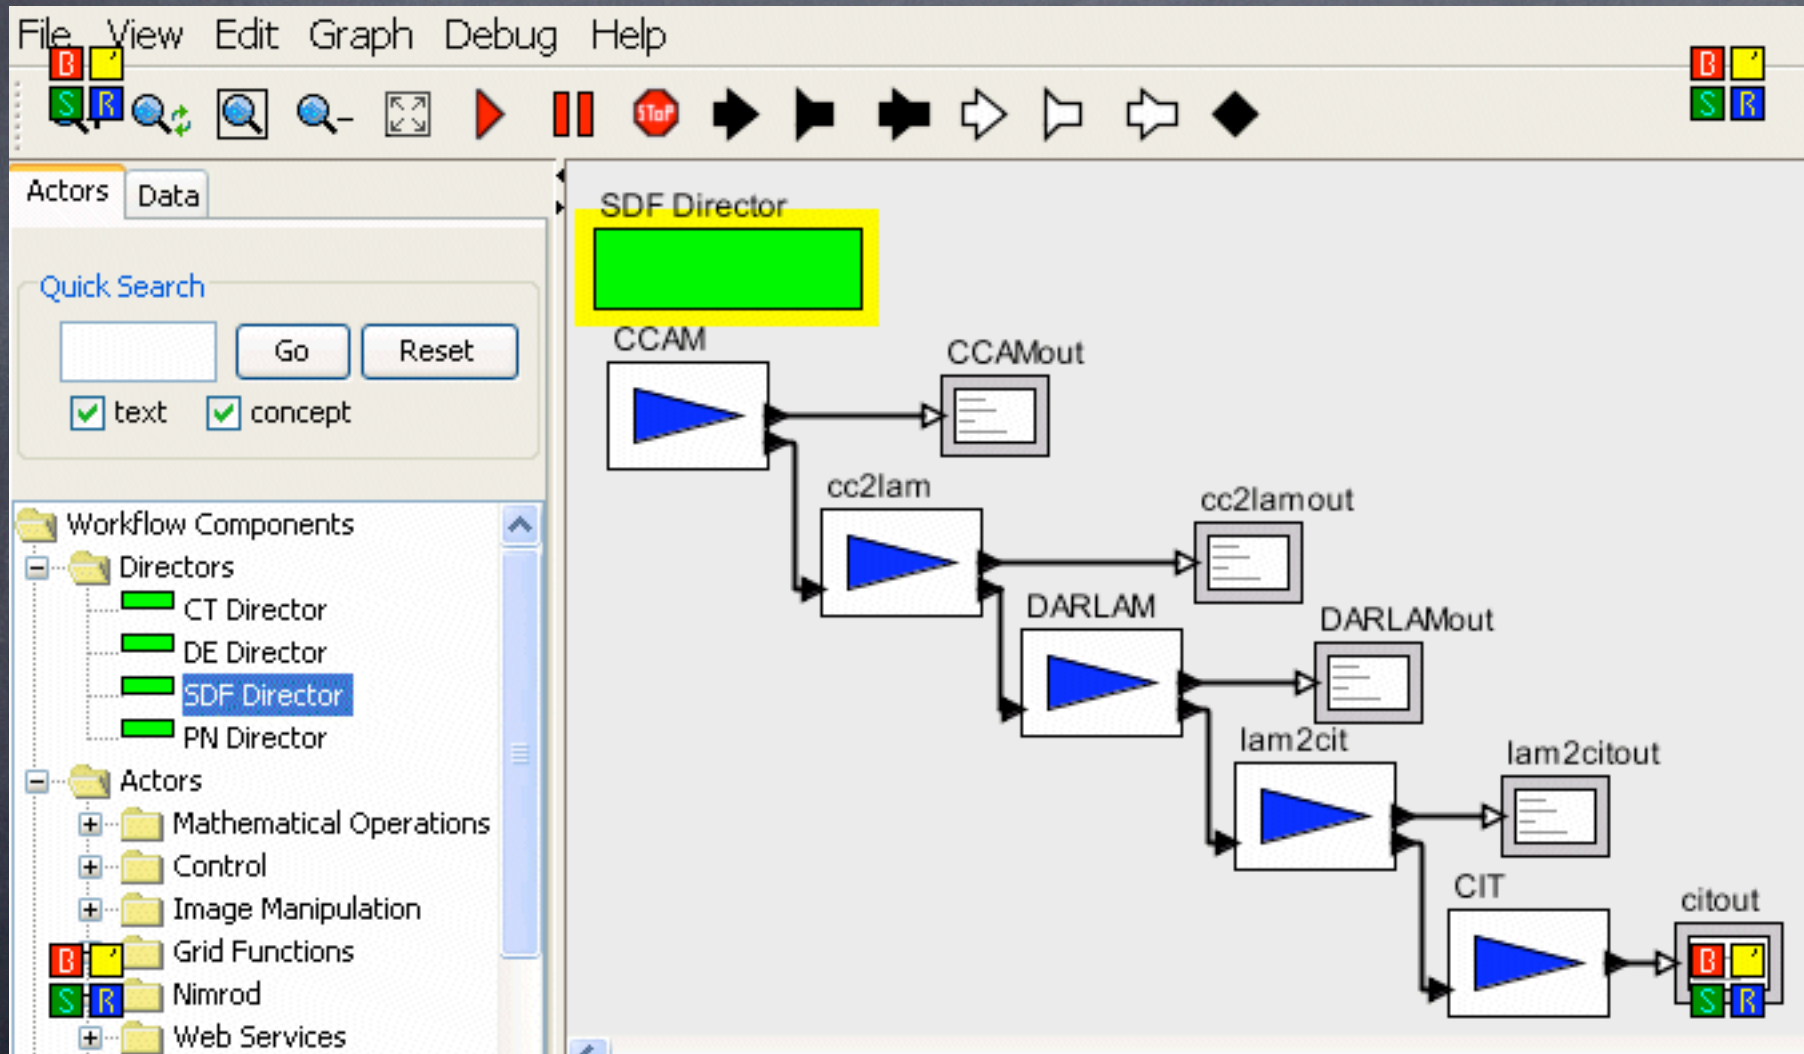 File View Edit Graph Debug Help
B '
S R
B '
S R
STOP
Actors Data
Quick Search
Go Reset
text concept
Workflow Components
Directors
CT Director
DE Director
SDF Director
PN Director
Actors
Mathematical Operations
Control
Image Manipulation
Grid Functions
Nimrod
Web Services
B '
S R
SDF Director
CCAM
CCAMout
cc2lam
cc2lamout
DARLAM
DARLAMout
lam2cit
lam2citout
CIT
citout
B '
S R